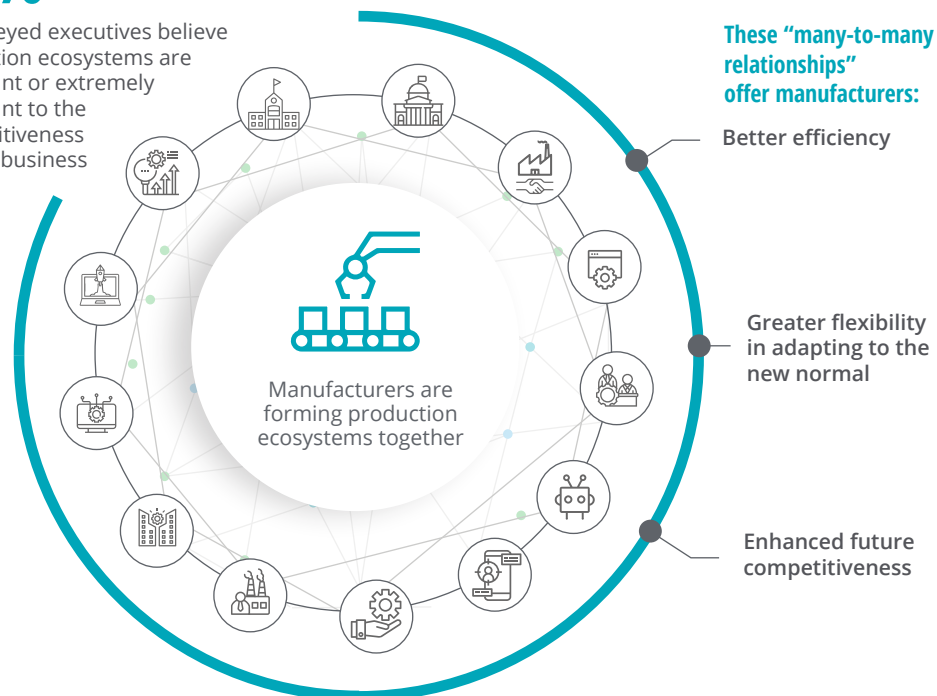 eyed executives believe
tion ecosystems are
nt or extremely
nt to the
itiveness
business
These “many-to-many
relationships”
offer manufacturers:
Better efficiency
Greater flexibility
in adapting to the
new normal
Enhanced future
competitiveness
Manufacturers are
forming production
ecosystems together